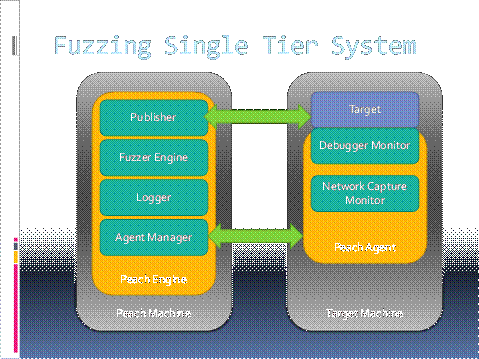 Fuzzing Single Tier System
Publisher
Fuzzer Engine
Logger
Agent Manager
Peach Engine
Peach Machine
Target
Debugger Monitor
Network Capture
Monitor
Peach Agent
Target Machine